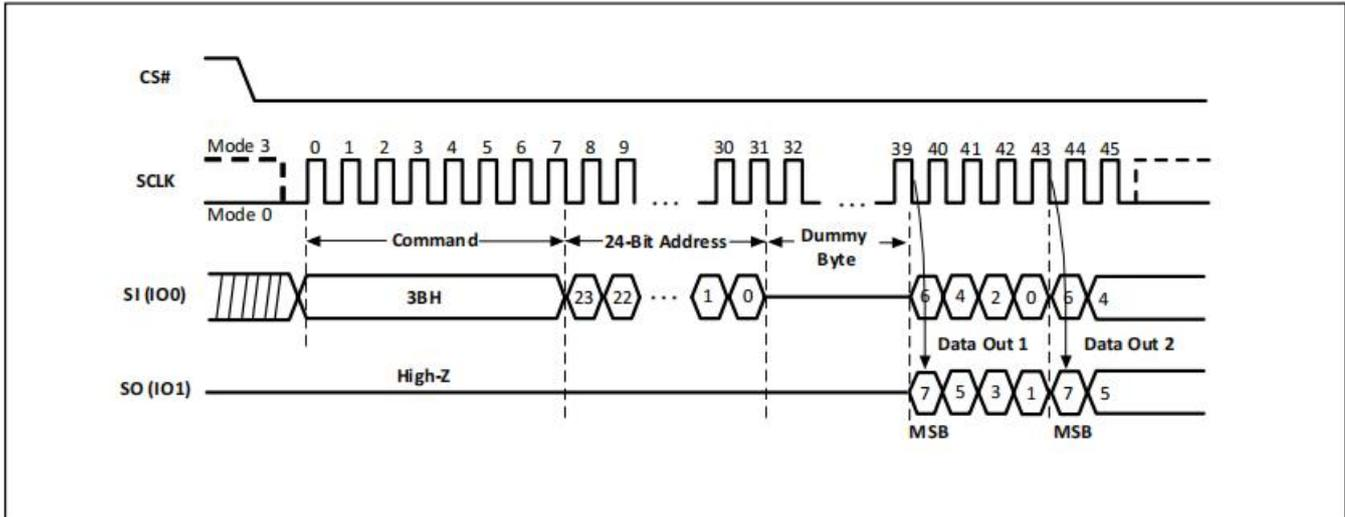 CS#
Mode 3 0 1 2 3 4 5 6 7 8 9 30 31 32 39 40 41 42 43 44 45
SCLK ... ...
Mode 0
Command 24-Bit Address Dummy
Byte
SI (IO0) 3BH 23 22 ... 1 0 6 4 2 0 6 4
Data Out 1 Data Out 2
High-Z
SO (IO1) 7 5 3 1 7 5
MSB MSB